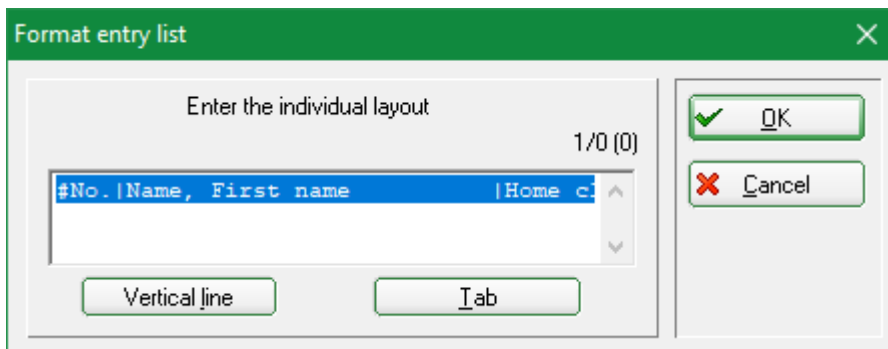 Format entry list
Enter the individual layout
1/0 (0)
#No.|Name, First name |Home cl
Vertical line
Tab
OK
Cancel